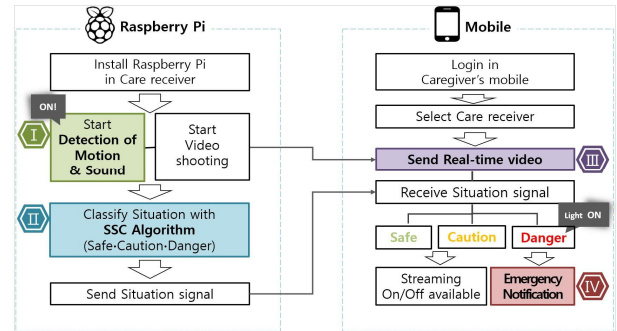 Raspberry Pi
Install Raspberry Pi
in Care receiver
ON!
I
Start
Detection of
Motion
& Sound
Start
Video
shooting
II
Classify Situation with
SSC Algorithm
(Safe·Caution·Danger)
Send Situation signal
Mobile
Login in
Caregiver's mobile
Select Care receiver
Send Real-time video
III
Receive Situation signal
Light ON
Safe
Caution
Danger
Streaming
On/Off available
Emergency
Notification
IV